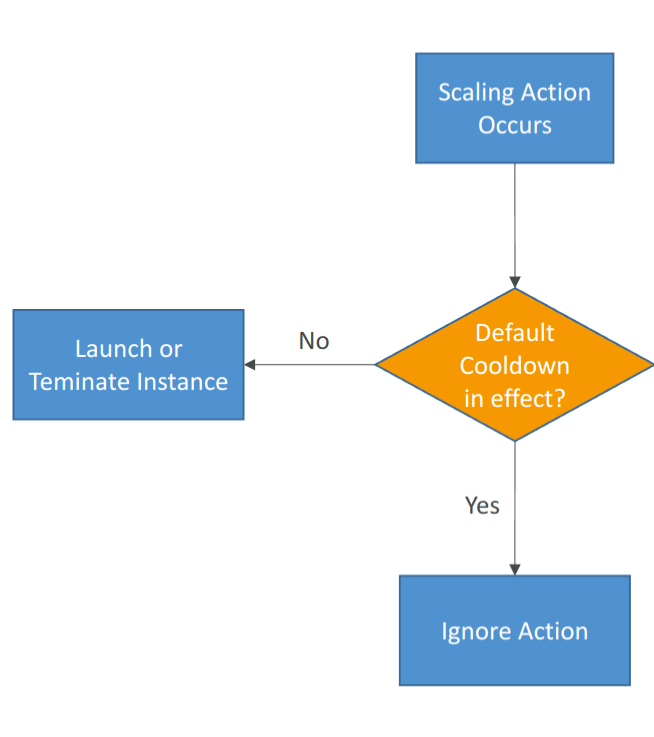 Scaling Action
Occurs
Default
Cooldown
in effect?
No
Launch or
Teminate Instance
Yes
Ignore Action